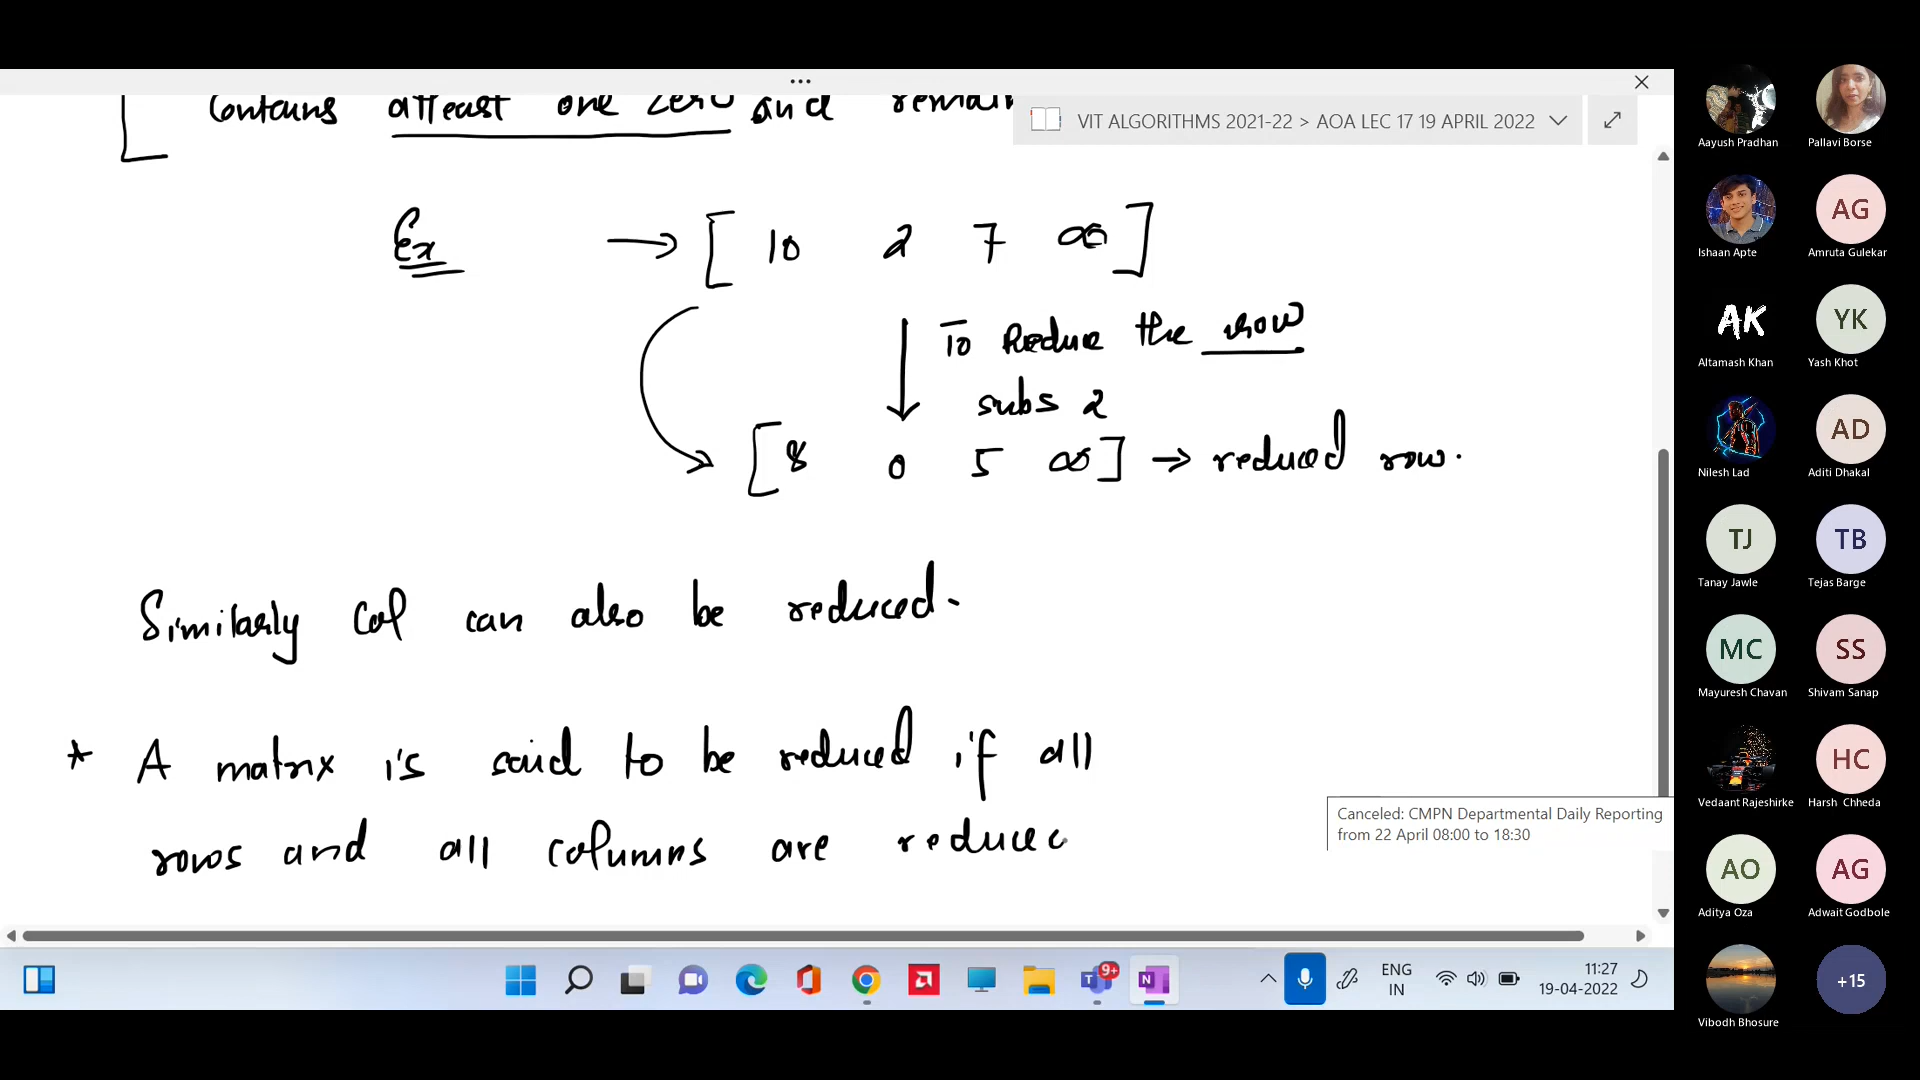 Contains atleast one zero and remain
VIT ALGORITHMS 2021-22 > AOA LEC 17 19 APRIL 2022
Ex → [ 10 2 7 ∞ ]
To Reduce the row
subs 2
[ 8 0 5 ∞ ] → reduced row.
Similarly Col can also be reduced.
* A matrix is said to be reduced if all
rows and all columns are reduced
Canceled: CMPN Departmental Daily Reporting
from 22 April 08:00 to 18:30
Aayush Pradhan
Pallavi Borse
Ishaan Apte
AG
Amruta Gulekar
AK
Altamash Khan
YK
Yash Khot
Nilesh Lad
AD
Aditi Dhakal
TJ
Tanay Jawle
TB
Tejas Barge
MC
Mayuresh Chavan
SS
Shivam Sanap
Vedaant Rajeshirke
HC
Harsh Chheda
AO
Aditya Oza
AG
Adwait Godbole
Vibodh Bhosure
+15
9+
T
N
ENG
IN
11:27
19-04-2022